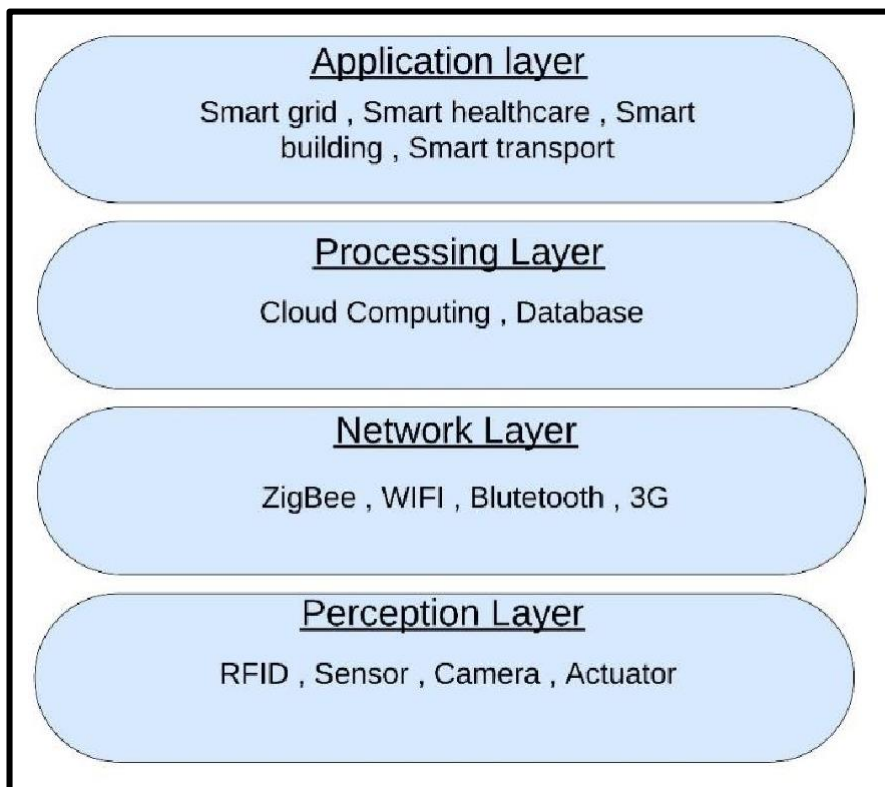 Application layer
Smart grid , Smart healthcare , Smart
building , Smart transport
Processing Layer
Cloud Computing , Database
Network Layer
ZigBee , WIFI , Blutetooth , 3G
Perception Layer
RFID , Sensor , Camera , Actuator